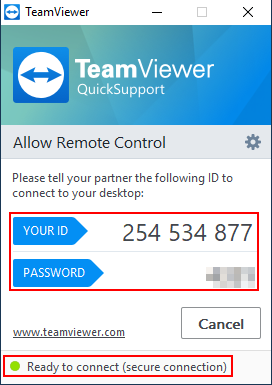 TeamViewer
TeamViewer
QuickSupport
Allow Remote Control
Please tell your partner the following ID to
connect to your desktop:
YOUR ID 254 534 877
PASSWORD
Cancel
www.teamviewer.com
Ready to connect (secure connection)